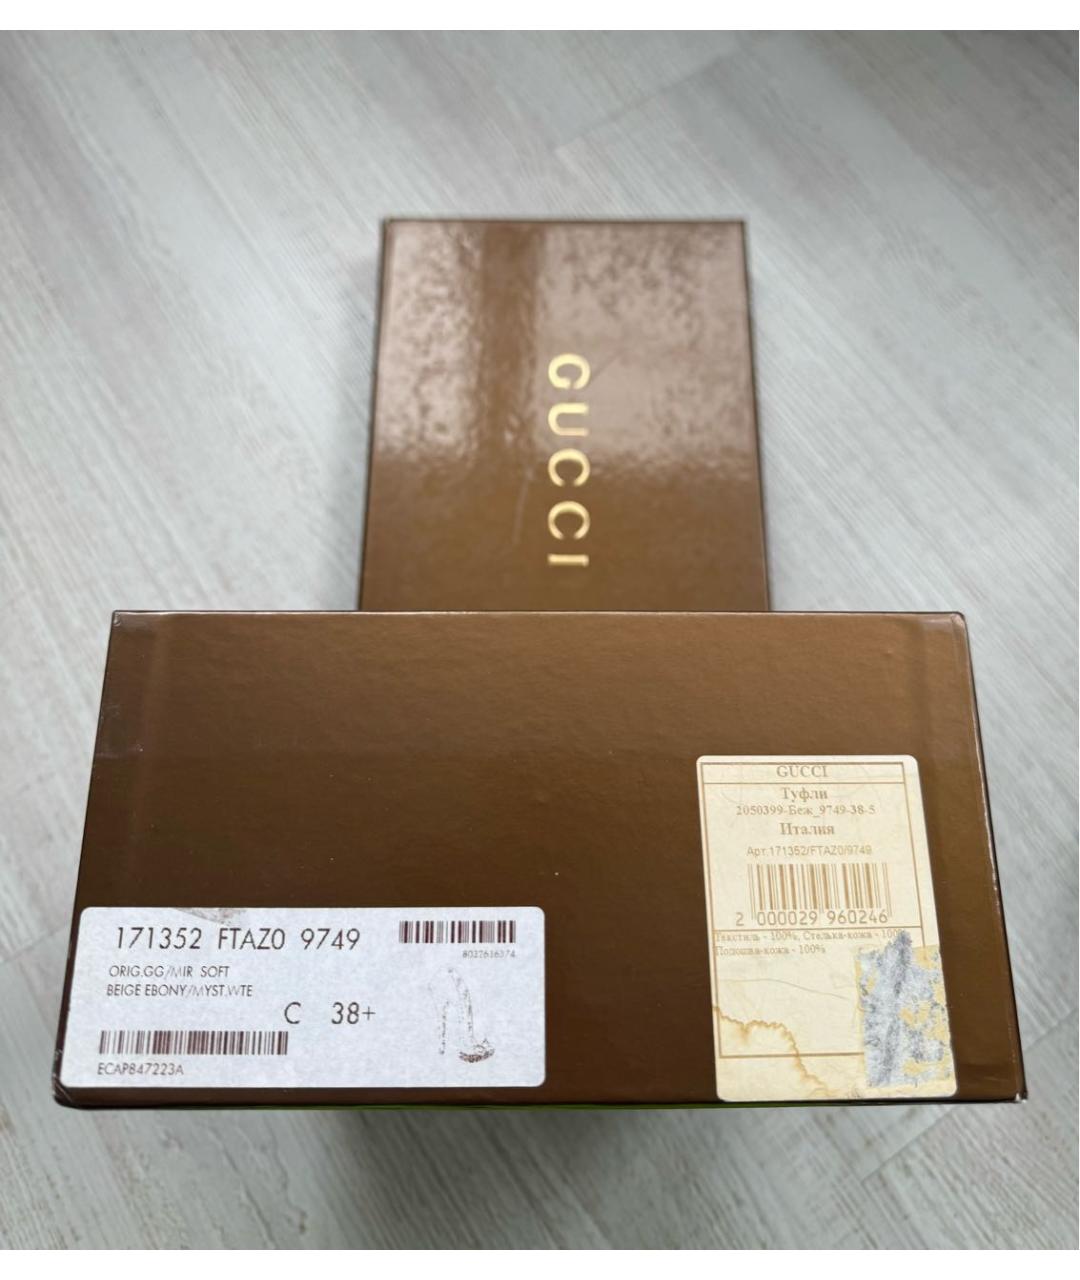 GUCCI
171352 FTAZ0 9749
8027616374
ORIG.GG/MIR SOFT
BEIGE EBONY/MYST.WTE
C 38+
ECAP847223A
GUCCI
Туфли
2050399-Беж_9749-38-5
Италия
Арт.171352/FTAZ0/9749
2 000029 960246
Текстиль - 100%, Стелька-кожа - 100%
Подошва-кожа - 100%